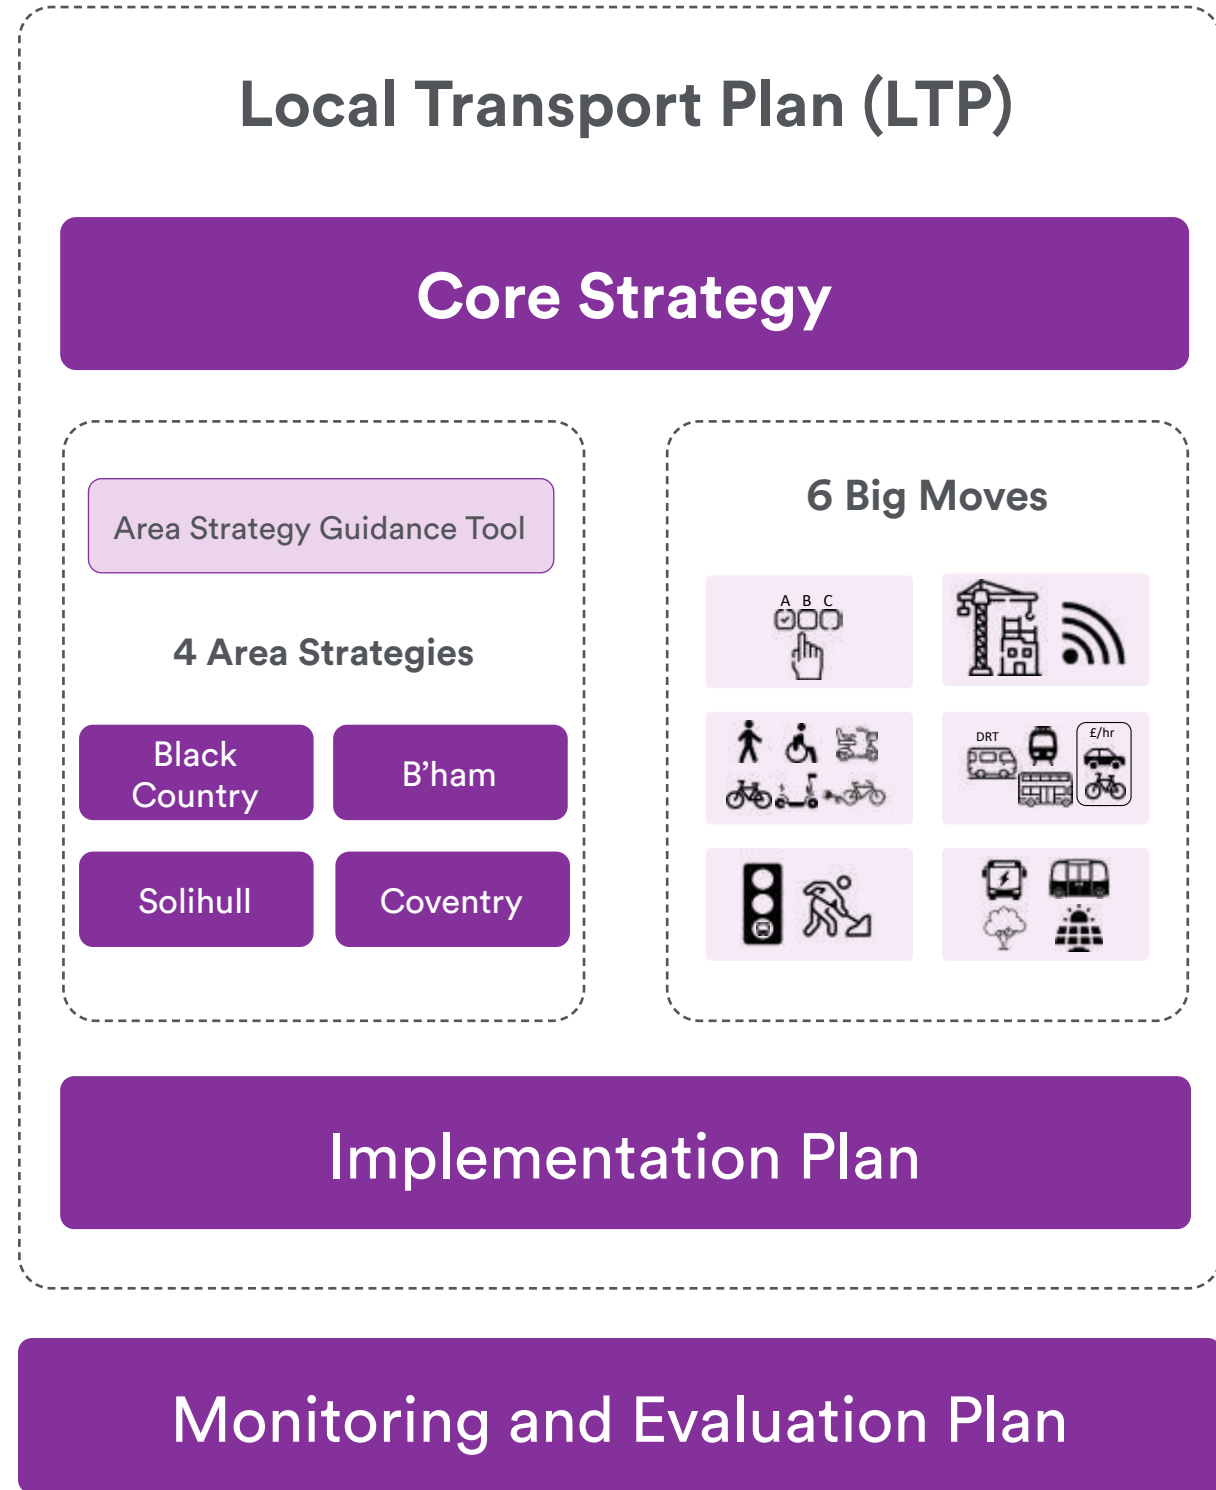 Local Transport Plan (LTP)
Core Strategy
Area Strategy Guidance Tool
4 Area Strategies
Black
Country
B’ham
Solihull
Coventry
6 Big Moves
A B C
DRT
£/hr
Implementation Plan
Monitoring and Evaluation Plan